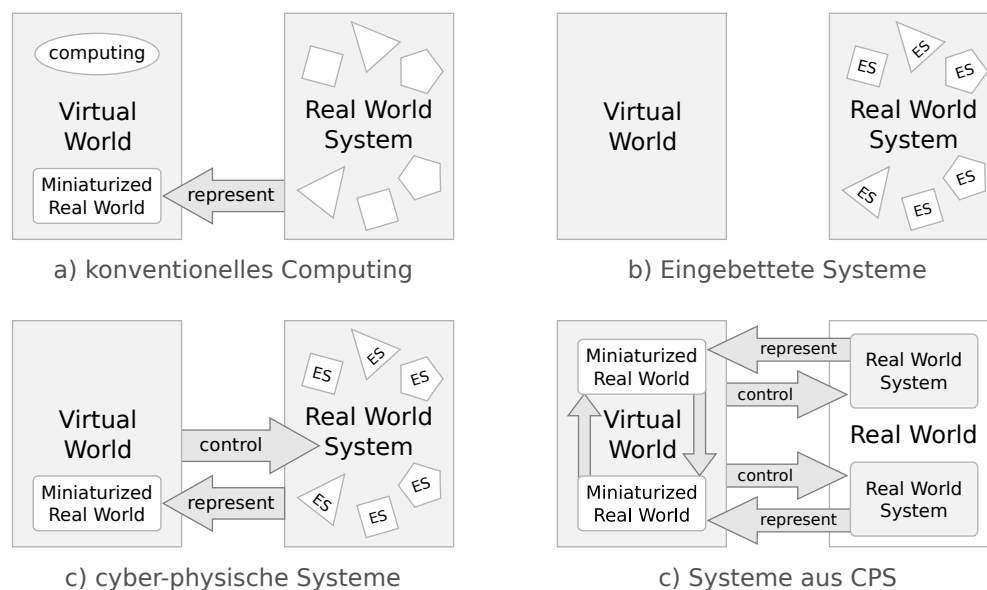 computing
Virtual
World
Miniaturized
Real World
represent
Real World
System
a) konventionelles Computing
Virtual
World
ES
ES
ES
Real World
System
ES
ES
ES
b) Eingebettete Systeme
Virtual
World
Miniaturized
Real World
control
represent
ES
ES
ES
Real World
System
ES
ES
ES
c) cyber-physische Systeme
Miniaturized
Real World
Virtual
World
Miniaturized
Real World
represent
control
control
represent
Real World
System
Real World
Real World
System
c) Systeme aus CPS